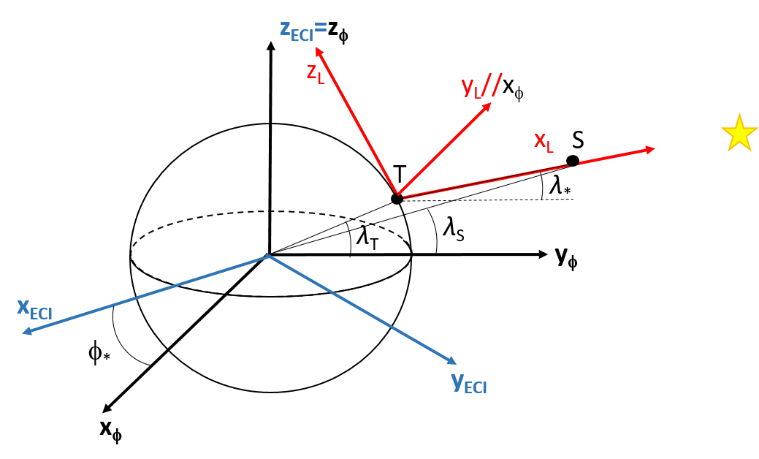 z_ECI=z_ϕ
z_L
y_L//x_ϕ
x_L
S
T
λ_*
λ_T
λ_S
y_ϕ
x_ECI
ϕ_*
y_ECI
x_ϕ